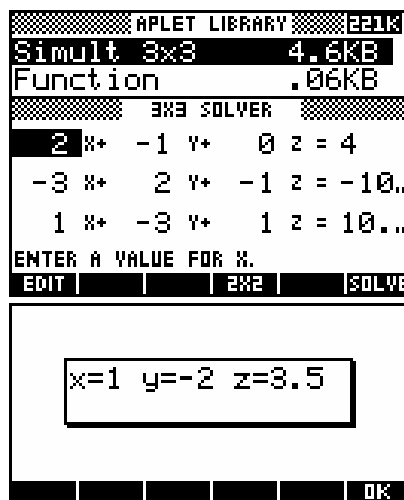 APLET LIBRARY 221K
Simult 3x3 4.6KB
Function .06KB
3X3 SOLVER
2 X+ -1 Y+ 0 Z = 4
-3 X+ 2 Y+ -1 Z = -10..
1 X+ -3 Y+ 1 Z = 10...
ENTER A VALUE FOR X.
EDIT 2X2 SOLVE
x=1 y=-2 z=3.5
OK